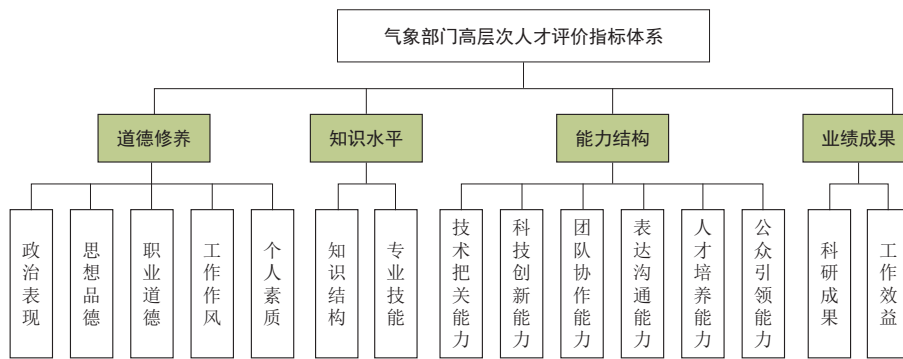 气象部门高层次人才评价指标体系
道德修养
知识水平
能力结构
业绩成果
政治表现
思想品德
职业道德
工作作风
个人素质
知识结构
专业技能
技术把关能力
科技创新能力
团队协作能力
表达沟通能力
人才培养能力
公众引领能力
科研成果
工作效益